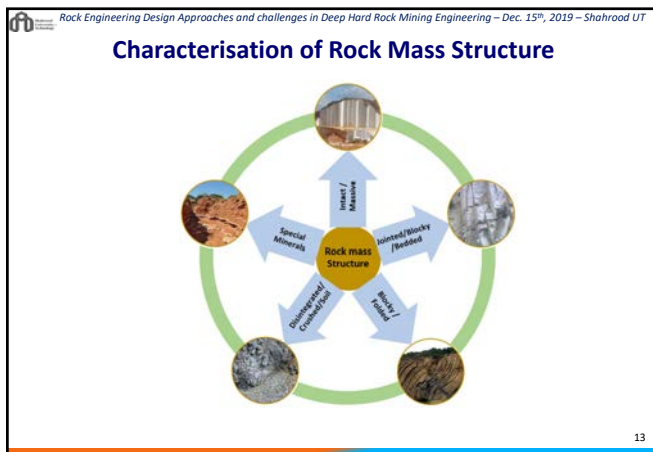 Rock Engineering Design Approaches and challenges in Deep Hard Rock Mining Engineering – Dec. 15th, 2019 – Shahrood UT
Characterisation of Rock Mass Structure
Intact /
Massive
Jointed/Blocky
/Bedded
Blocky /
Folded
Disintegrated/
Crushed/Soil
Special
Minerals
Rock mass
Structure
13